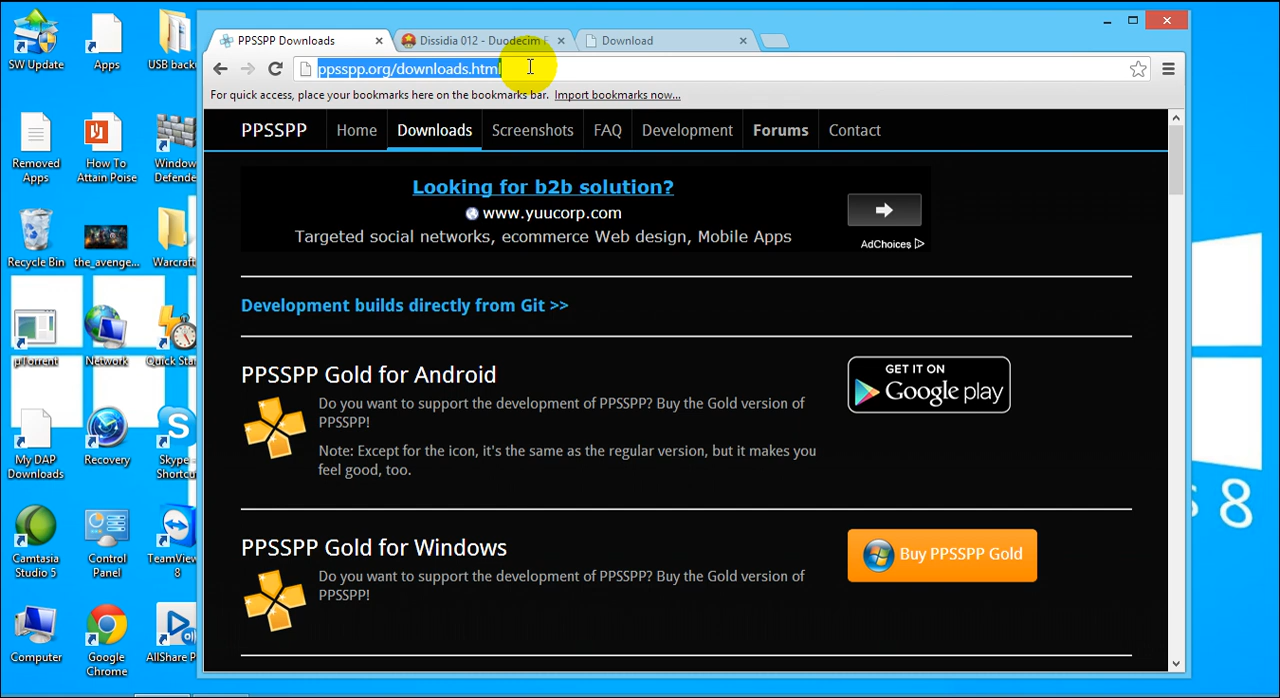 SW Update
Apps
USB back
Removed
Apps
How To
Attain Poise
Window
Defende
Recycle Bin
the_avenge...
Warcraft
µTorrent
Network
Quick Star
My DAP
Downloads
Recovery
Skype -
Shortcu
Camtasia
Studio 5
Control
Panel
TeamView
8
Computer
Google
Chrome
AllShare P
PPSSPP Downloads
Dissidia 012 - Duodecim
Download
ppsspp.org/downloads.html
For quick access, place your bookmarks here on the bookmarks bar. Import bookmarks now...
PPSSPP Home Downloads Screenshots FAQ Development Forums Contact
Looking for b2b solution?
www.yuucorp.com
Targeted social networks, ecommerce Web design, Mobile Apps
AdChoices
Development builds directly from Git >>
PPSSPP Gold for Android
Do you want to support the development of PPSSPP? Buy the Gold version of
PPSSPP!
Note: Except for the icon, it's the same as the regular version, but it makes you
feel good, too.
GET IT ON
Google play
PPSSPP Gold for Windows
Do you want to support the development of PPSSPP? Buy the Gold version of
PPSSPP!
Buy PPSSPP Gold
8